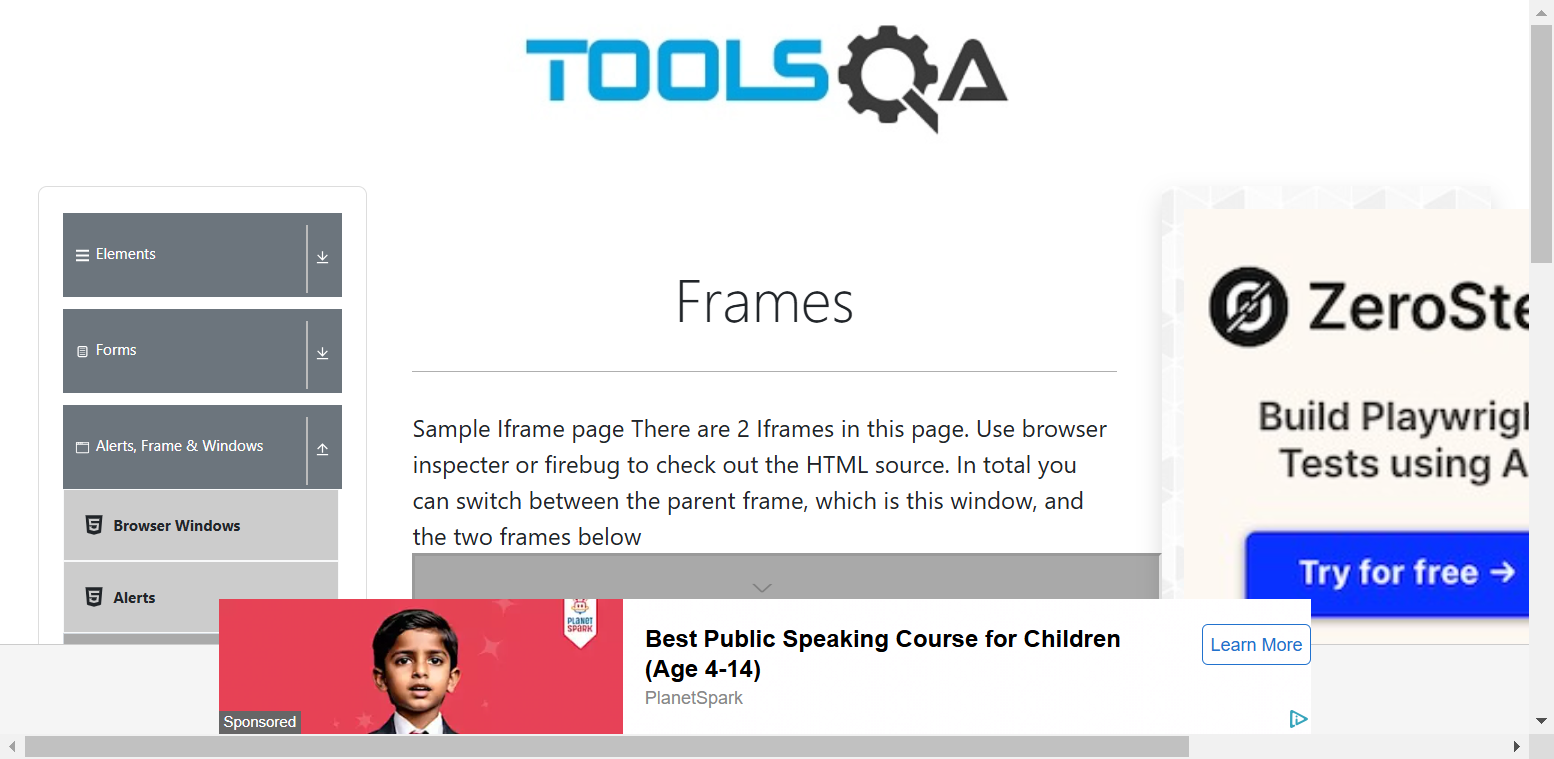 TOOLSQA
Elements
Forms
Alerts, Frame & Windows
Browser Windows
Alerts
Frames
Sample Iframe page There are 2 Iframes in this page. Use browser
inspecter or firebug to check out the HTML source. In total you
can switch between the parent frame, which is this window, and
the two frames below
ZeroSte
Build Playwrigh
Tests using A
Try for free →
PLANET
SPARK
Sponsored
Best Public Speaking Course for Children
(Age 4-14)
PlanetSpark
Learn More